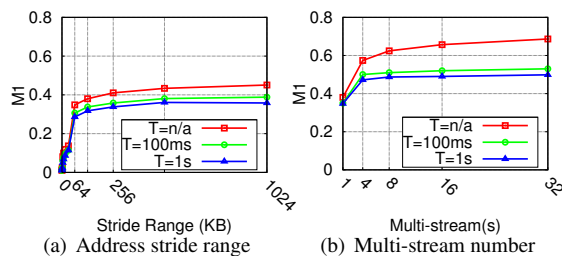 0.8
0.6
0.4
0.2
0
M1
T=n/a
T=100ms
T=1s
0
64
256
1024
Stride Range (KB)
(a) Address stride range
0.8
0.6
0.4
0.2
0
M1
T=n/a
T=100ms
T=1s
1
4
8
16
32
Multi-stream(s)
(b) Multi-stream number